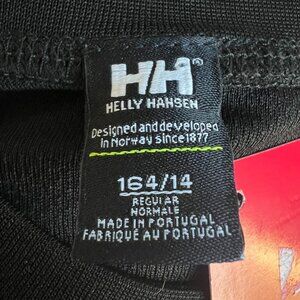 HH®
HELLY HANSEN
Designed and developed
in Norway since 1877
164/14
REGULAR
NORMALE
MADE IN PORTUGAL
FABRIQUÉ AU PORTUGAL